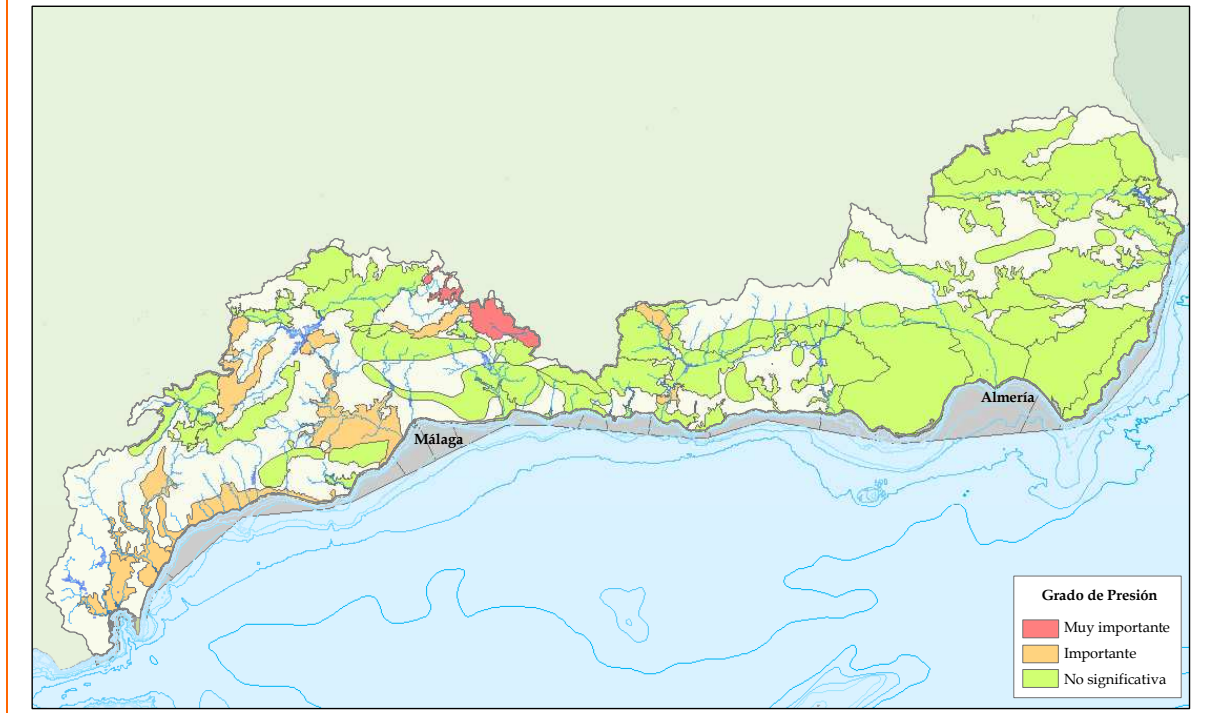 Málaga
Almería
Grado de Presión
Muy importante
Importante
No significativa